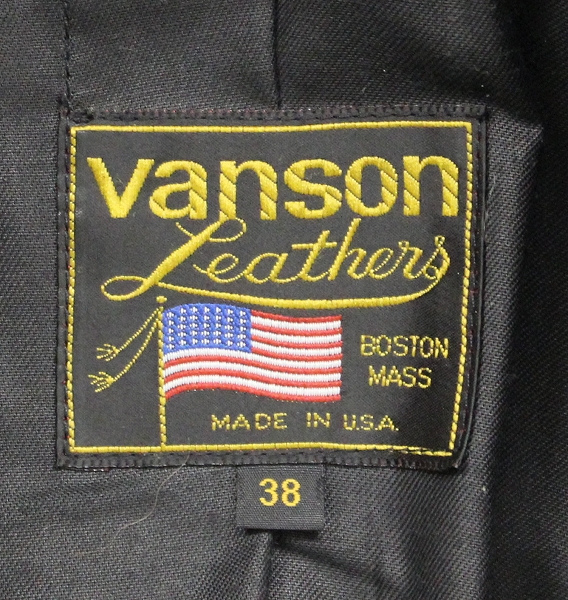 vanson
Leathers
BOSTON
MASS
MADE IN U.S.A.
38